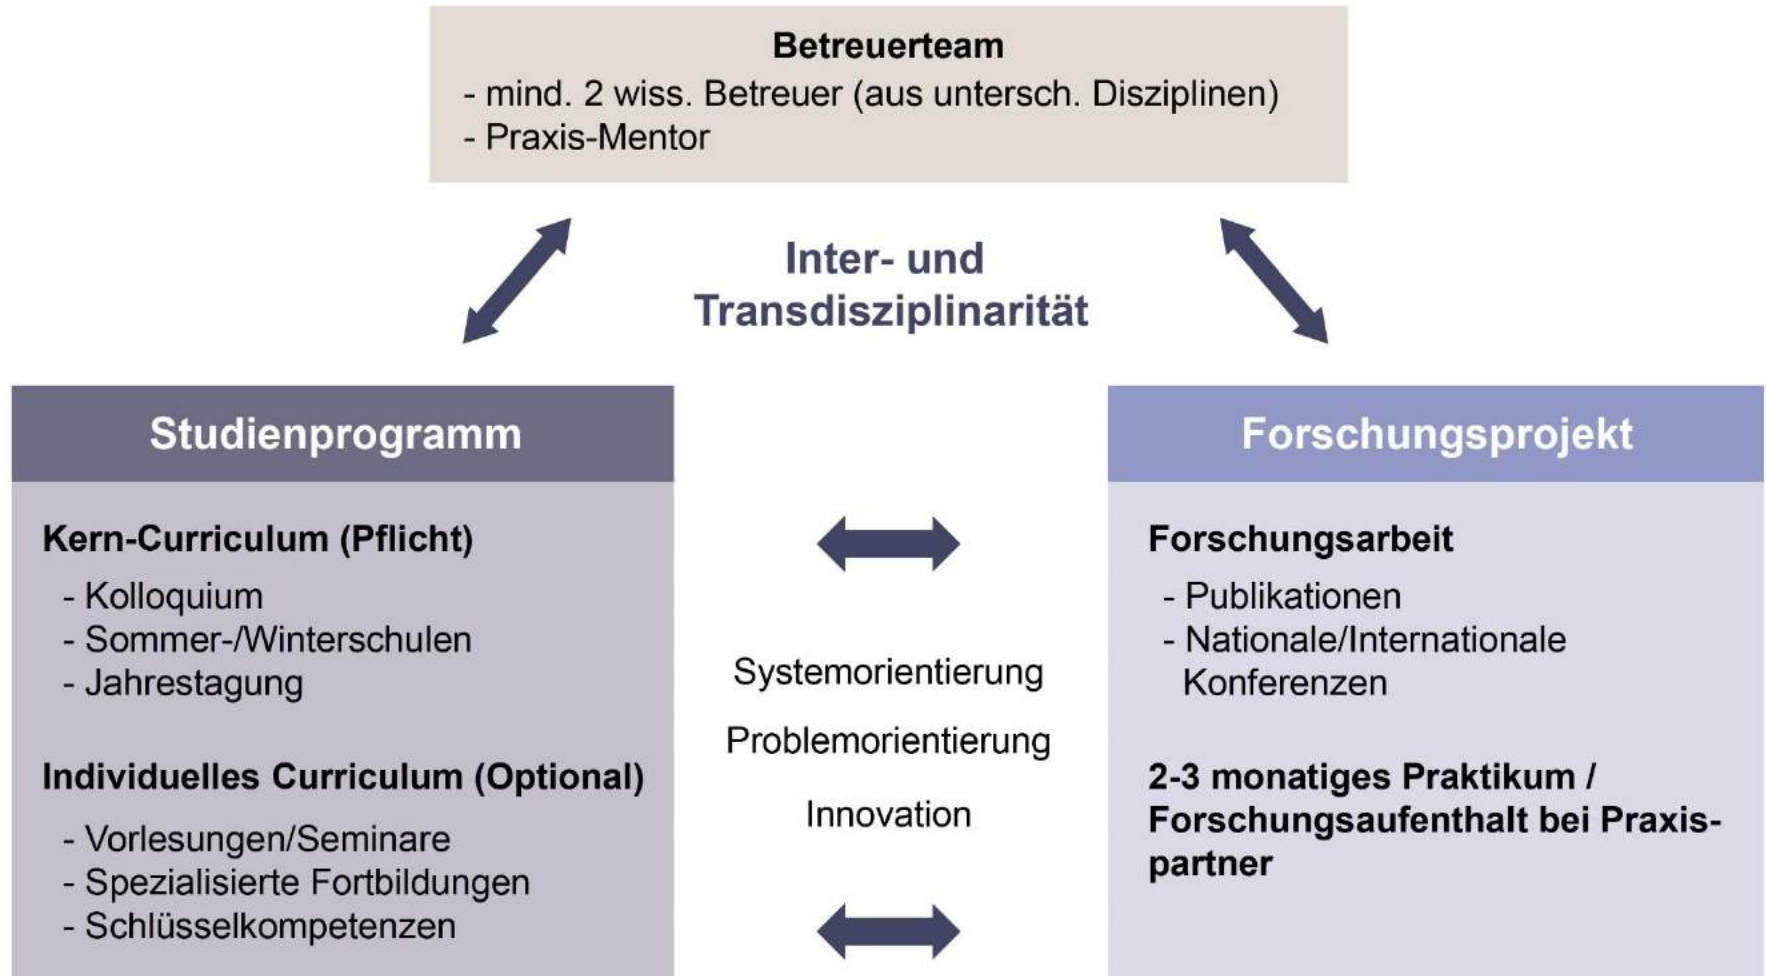 Betreuerteam
- mind. 2 wiss. Betreuer (aus untersch. Disziplinen)
- Praxis-Mentor
Inter- und
Transdisziplinarität
Studienprogramm
Kern-Curriculum (Pflicht)
- Kolloquium
- Sommer-/Winterschulen
- Jahrestagung
Individuelles Curriculum (Optional)
- Vorlesungen/Seminare
- Spezialisierte Fortbildungen
- Schlüsselkompetenzen
Systemorientierung
Problemorientierung
Innovation
Forschungsprojekt
Forschungsarbeit
- Publikationen
- Nationale/Internationale
Konferenzen
2-3 monatiges Praktikum /
Forschungsaufenthalt bei Praxis-
partner